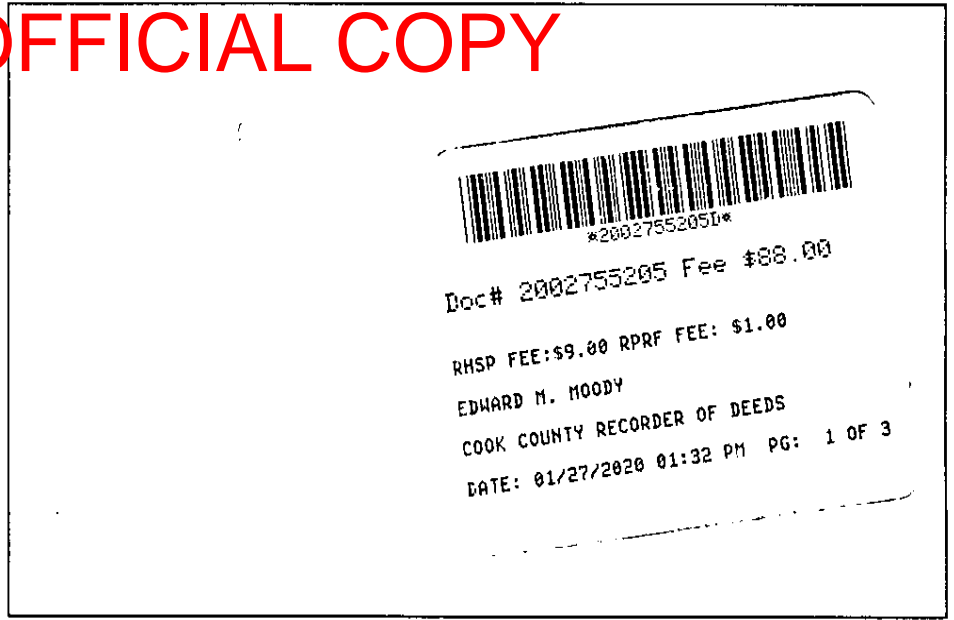 OFFICIAL COPY
*2002755205D*
Doc# 2002755205 Fee $88.00
RHSP FEE:$9.00 RPRF FEE: $1.00
EDWARD M. MOODY
COOK COUNTY RECORDER OF DEEDS
DATE: 01/27/2020 01:32 PM PG: 1 OF 3